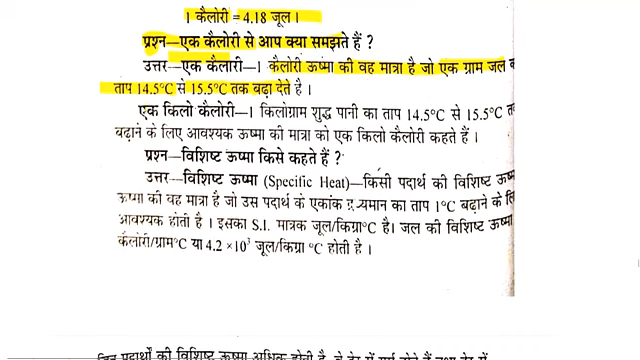 1 कैलोरी = 4.18 जूल ।
प्रश्न—एक कैलोरी से आप क्या समझते हैं ?
उत्तर—एक कैलारी—1 कैलोरी ऊष्मा की वह मात्रा है जो एक ग्राम जल
ताप 14.5°C से 15.5°C तक बढ़ा देते है ।
एक किलो कैलोरी—1 किलोग्राम शुद्ध पानी का ताप 14.5°C से 15.5°C
बढ़ाने के लिए आवश्यक ऊष्मा की मात्रा को एक किलो कैलोरी कहते हैं ।
प्रश्न—विशिष्ट ऊष्मा किसे कहते हैं ?
उत्तर—विशिष्ट ऊष्मा (Specific Heat)—किसी पदार्थ की विशिष्ट ऊष्मा
ऊष्मा की वह मात्रा है जो उस पदार्थ के एकांक द्रव्यमान का ताप 1°C बढ़ाने के
आवश्यक होती है । इसका S.I. मात्रक जूल/किग्रा°C है। जल की विशिष्ट ऊष्मा
कैलोरी/ग्राम°C या 4.2 ×10³ जूल/किग्रा °C होती है ।
जिन पदार्थों की विशिष्ट ऊष्मा अधिक होती है